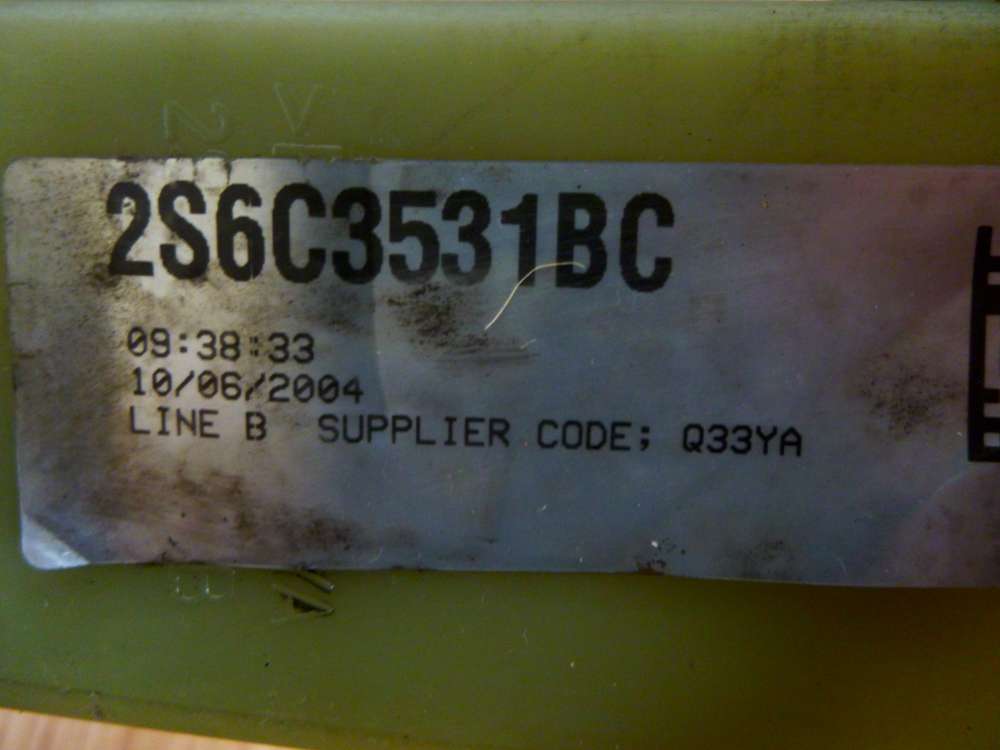 2S6C3531BC
09:38:33
10/06/2004
LINE B SUPPLIER CODE; Q33YA